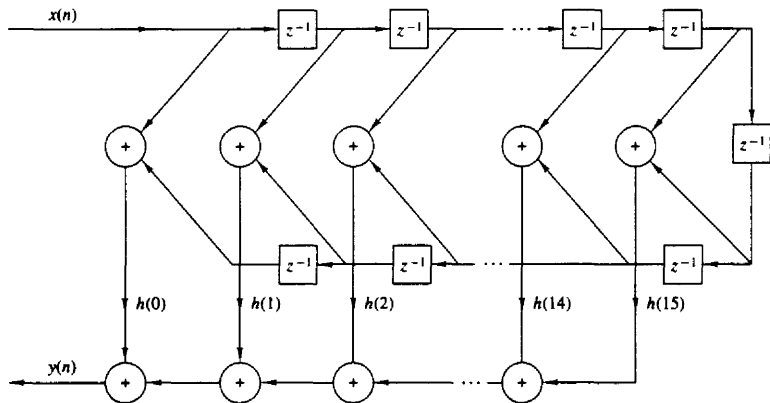 x(n)
z⁻¹ z⁻¹ ... z⁻¹ z⁻¹
+ + + + + z⁻¹
z⁻¹ z⁻¹ ... z⁻¹
h(0) h(1) h(2) h(14) h(15)
y(n)
+ + + ... +